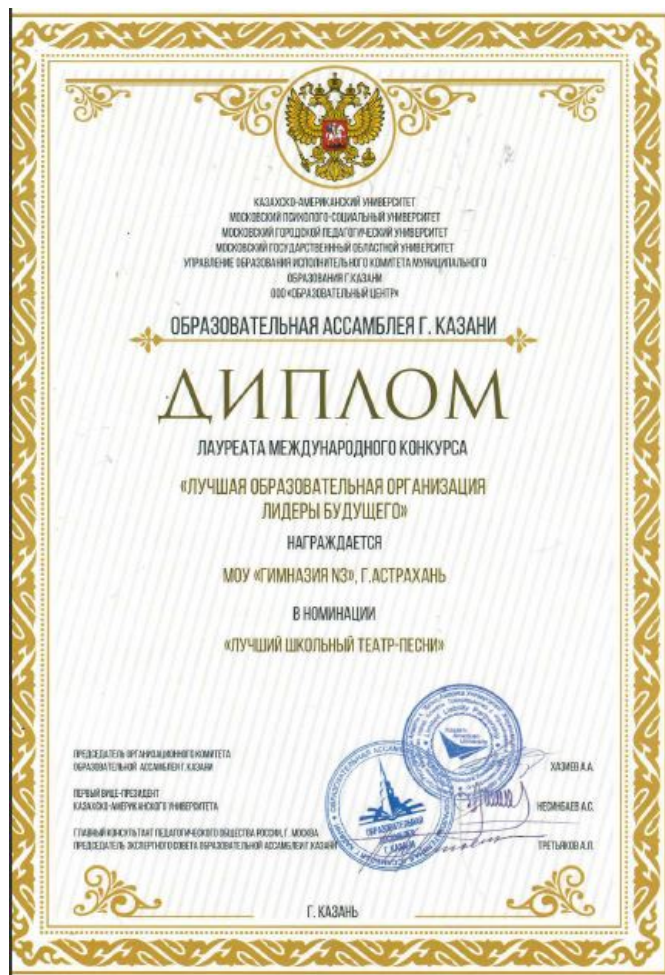 КАЗАХСКО-АМЕРИКАНСКИЙ УНИВЕРСИТЕТ
МОСКОВСКИЙ ПСИХОЛОГО-СОЦИАЛЬНЫЙ УНИВЕРСИТЕТ
МОСКОВСКИЙ ГОРОДСКОЙ ПЕДАГОГИЧЕСКИЙ УНИВЕРСИТЕТ
МОСКОВСКИЙ ГОСУДАРСТВЕННЫЙ ОБЛАСТНОЙ УНИВЕРСИТЕТ
УПРАВЛЕНИЕ ОБРАЗОВАНИЯ ИСПОЛНИТЕЛЬНОГО КОМИТЕТА МУНИЦИПАЛЬНОГО
ОБРАЗОВАНИЯ Г.КАЗАНИ
ООО «ОБРАЗОВАТЕЛЬНЫЙ ЦЕНТР»
ОБРАЗОВАТЕЛЬНАЯ АССАМБЛЕЯ Г. КАЗАНИ
ДИПЛОМ
ЛАУРЕАТА МЕЖДУНАРОДНОГО КОНКУРСА
«ЛУЧШАЯ ОБРАЗОВАТЕЛЬНАЯ ОРГАНИЗАЦИЯ
ЛИДЕРЫ БУДУЩЕГО»
НАГРАЖДАЕТСЯ
МОУ «ГИМНАЗИЯ N3», Г.АСТРАХАНЬ
В НОМИНАЦИИ
«ЛУЧШИЙ ШКОЛЬНЫЙ ТЕАТР-ПЕСНИ»
ПРЕДСЕДАТЕЛЬ ОРГАНИЗАЦИОННОГО КОМИТЕТА
ОБРАЗОВАТЕЛЬНОЙ АССАМБЛЕИ Г. КАЗАНИ
ХАЗИЕВ А.А.
ПЕРВЫЙ ВИЦЕ-ПРЕЗИДЕНТ
КАЗАХСКО-АМЕРИКАНСКОГО УНИВЕРСИТЕТА
НЕСИНБАЕВ А.С.
ГЛАВНЫЙ КОНСУЛЬТАНТ ПЕДАГОГИЧЕСКОГО ОБЩЕСТВА РОССИИ, Г. МОСКВА
ПРЕДСЕДАТЕЛЬ ЭКСПЕРТНОГО СОВЕТА ОБРАЗОВАТЕЛЬНОЙ АССАМБЛЕИ Г. КАЗАНИ
ТРЕТЬЯКОВ А.Л.
ОБРАЗОВАТЕЛЬНАЯ
АССАМБЛЕЯ
Г. КАЗАНИ
Г. КАЗАНЬ